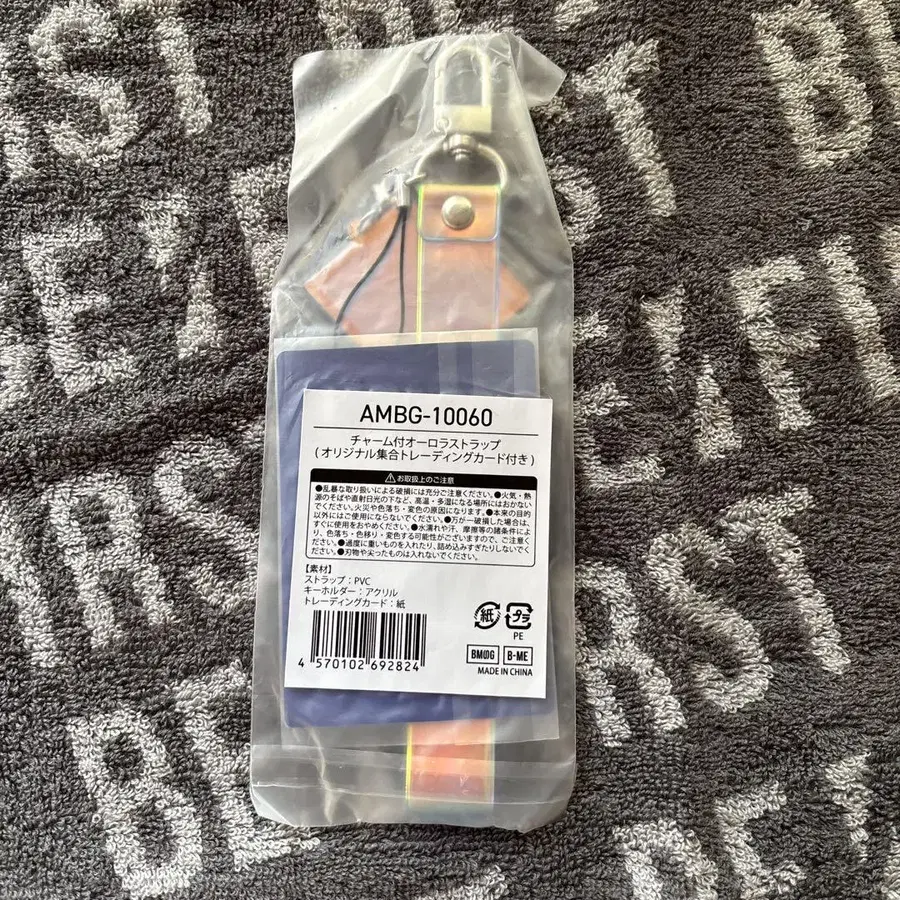 AMBG-10060
チャーム付オーロラストラップ
(オリジナル集合トレーディングカード付き)
⚠お取扱上のご注意
●乱暴な取り扱いによる破損には充分ご注意ください。●火気・熱
源のそばや直射日光の下など、高温・多湿になる場所にはおかない
でください。火災や色落ち・変色の原因になります。●本来の目的
以外にはご使用にならないでください。●万が一破損した場合は、
すぐに使用をおやめください。●水濡れや汗、摩擦等の諸条件によ
り、色落ち・色移り・変色する可能性がございますので、ご注意く
ださい。●過度に重いものを入れたり、詰め込みすぎたりしないでく
ださい。●刃物や尖ったものは入れないでください。
【素材】
ストラップ:PVC
キーホルダー:アクリル
トレーディングカード:紙
紙 プラ
PE
4 570102 692824
BMSG B-ME
MADE IN CHINA
BE:FIRST